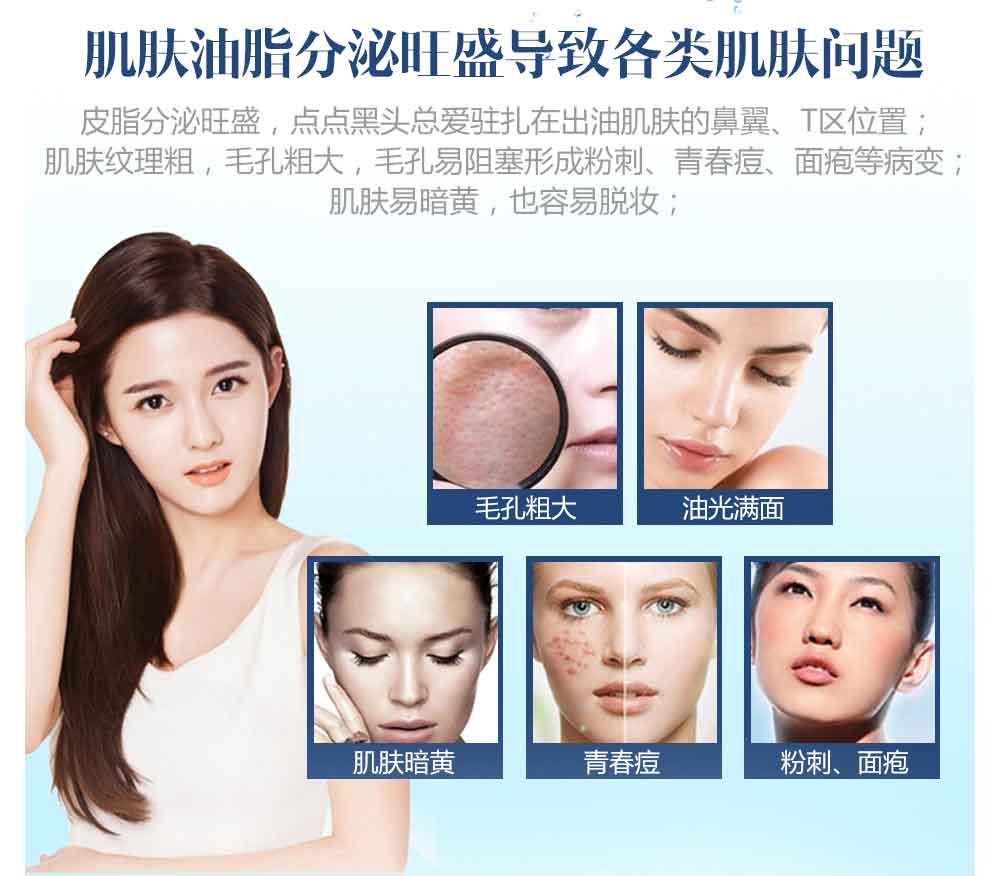 肌肤油脂分泌旺盛导致各类肌肤问题
皮脂分泌旺盛，点点黑头总爱驻扎在出油肌肤的鼻翼、T区位置；
肌肤纹理粗，毛孔粗大，毛孔易阻塞形成粉刺、青春痘、面疱等病变；
肌肤易暗黄，也容易脱妆；
毛孔粗大
油光满面
肌肤暗黄
青春痘
粉刺、面疱